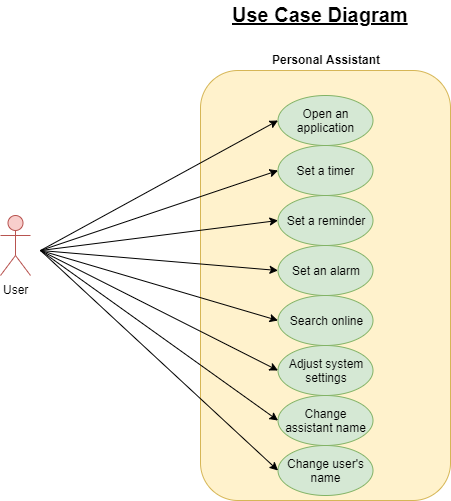 Use Case Diagram
Personal Assistant
Open an
application
Set a timer
Set a reminder
Set an alarm
User
Search online
Adjust system
settings
Change
assistant name
Change user's
name